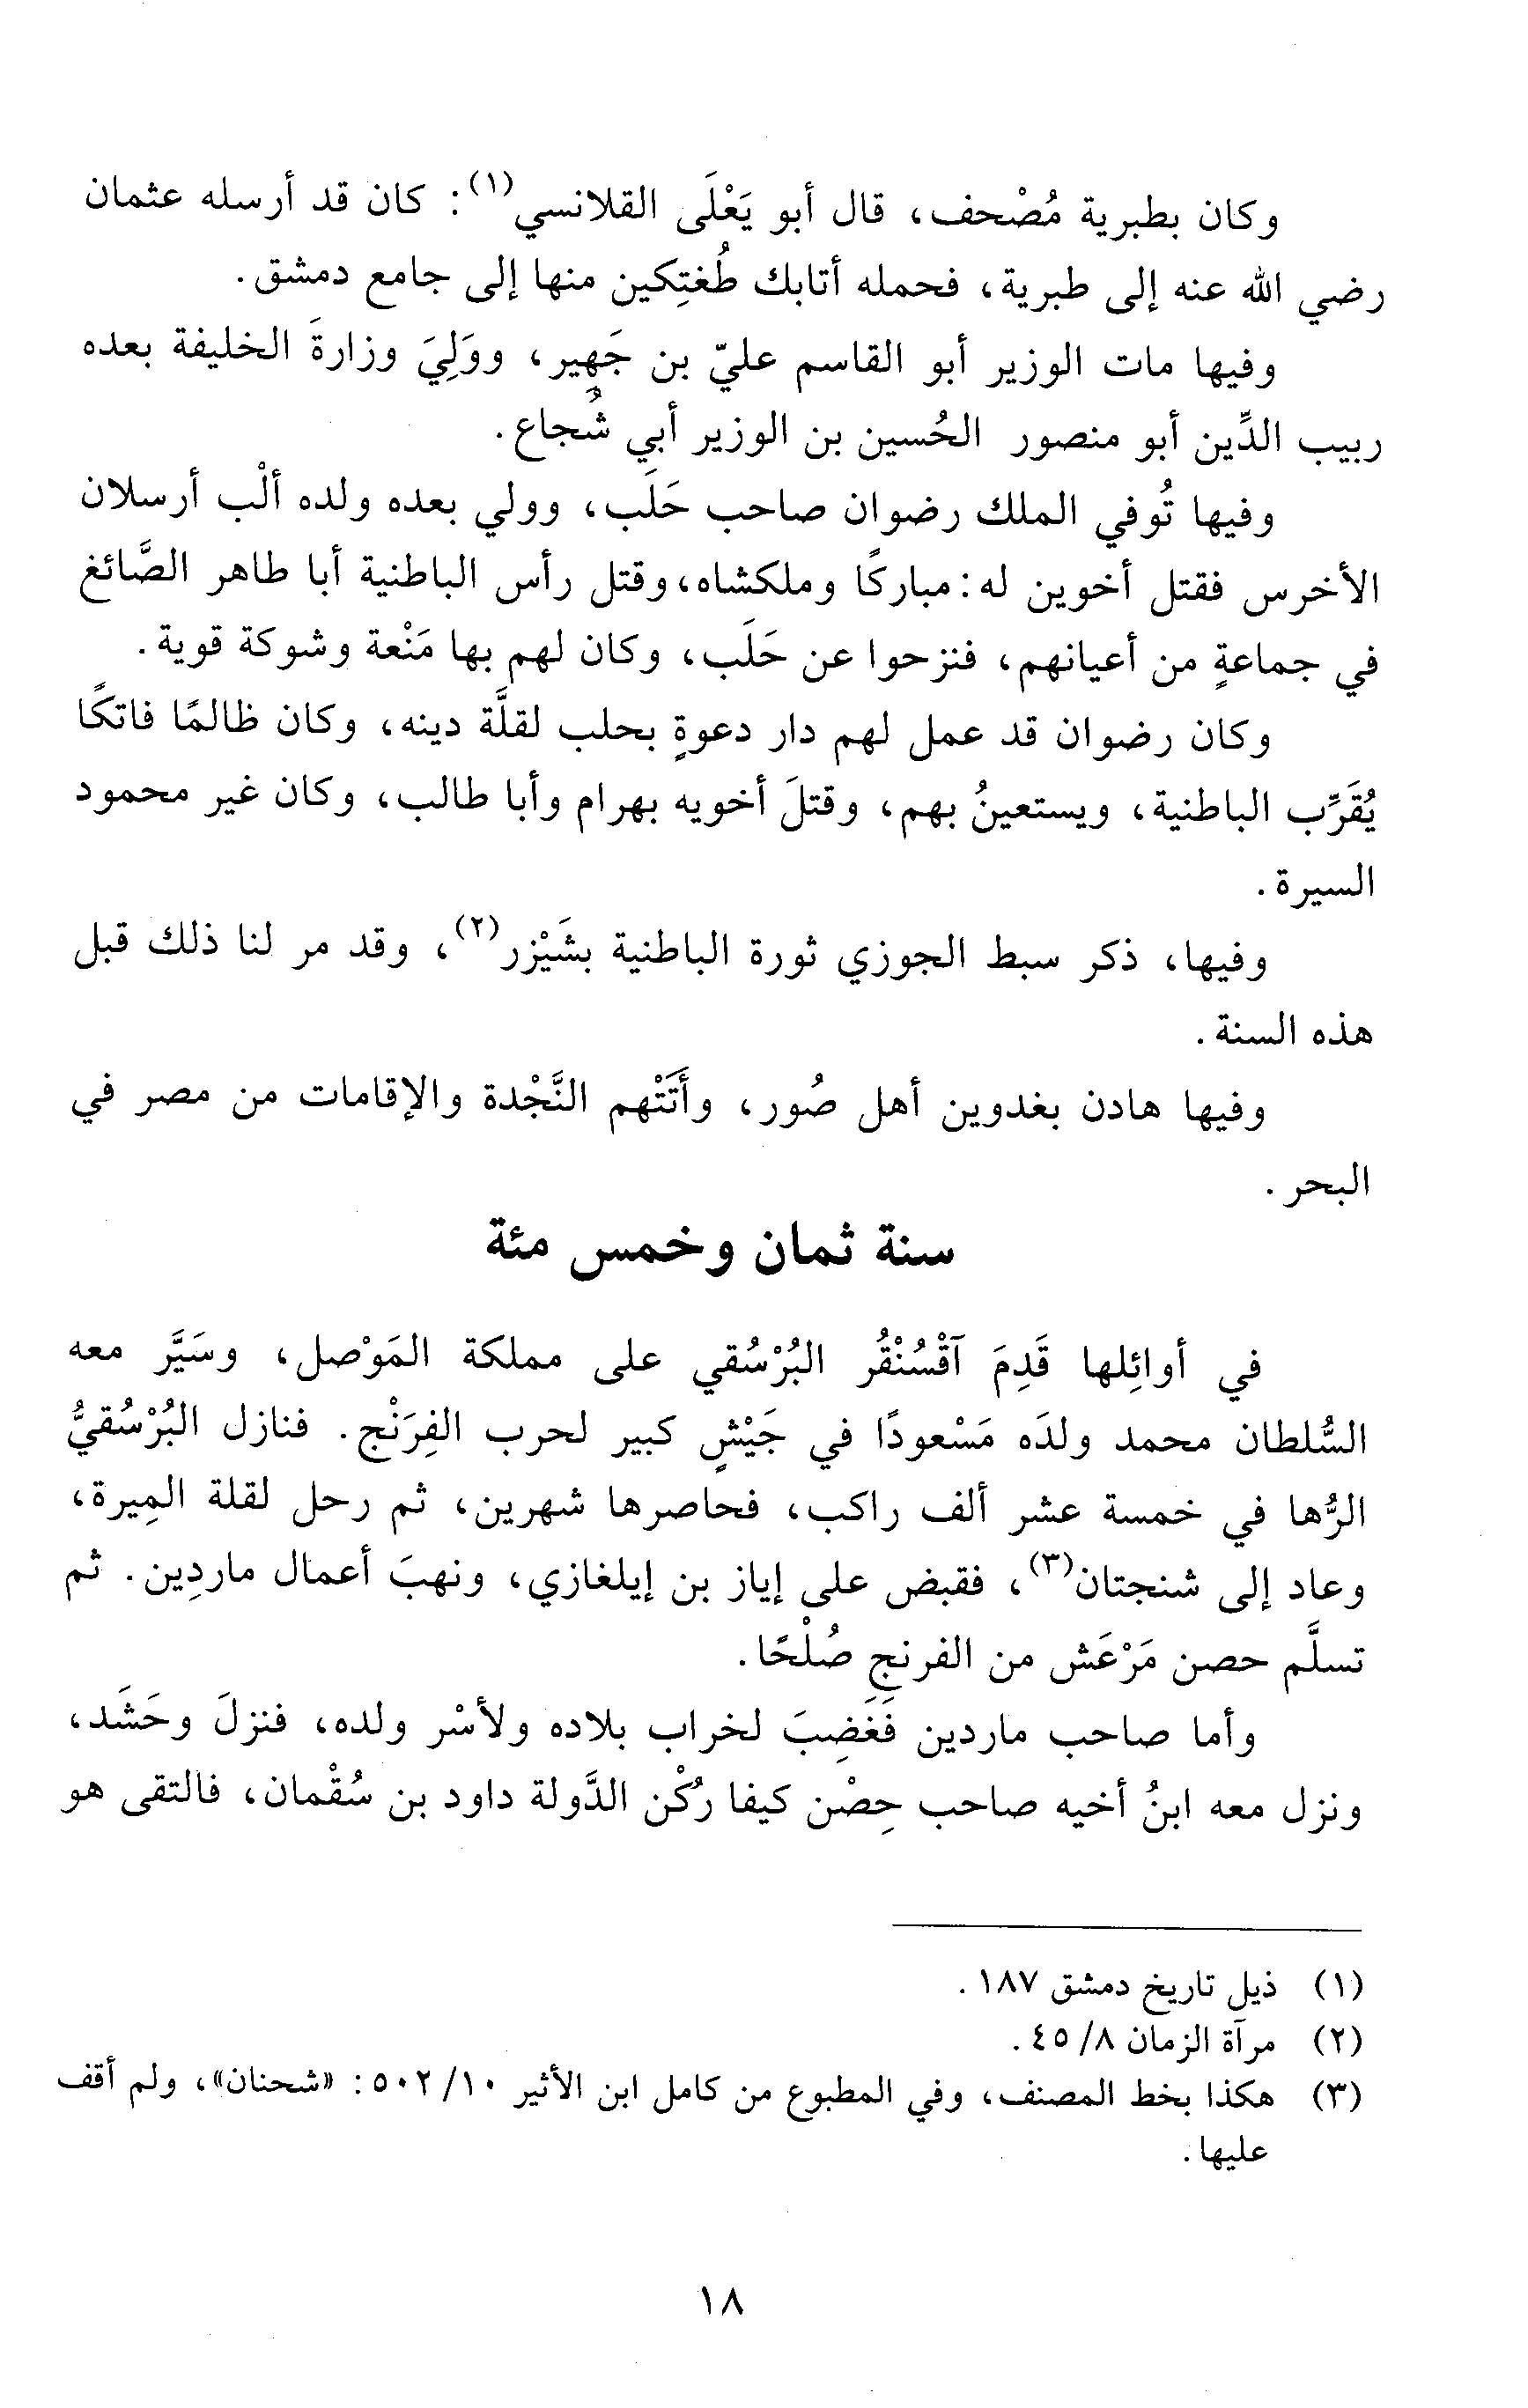 وكان بطبرية مُصْحف، قال أبو يَعْلَى القلانسي(١): كان قد أرسله عثمان
رضي الله عنه إلى طبرية، فحمله أتابك طُغتِكين منها إلى جامع دمشق.
وفيها مات الوزير أبو القاسم عليّ بن جَهِير، ووَلِيَ وزارةَ الخليفة بعده
ربيب الدِّين أبو منصور الحُسين بن الوزير أبي شُجاع.
وفيها تُوفي الملك رضوان صاحب حَلَب، وولي بعده ولده ألْب أرسلان
الأخرس فقتل أخوين له: مباركًا وملكشاه، وقتل رأس الباطنية أبا طاهر الصَّائغ
في جماعةٍ من أعيانهم، فنزحوا عن حَلَب، وكان لهم بها مَنْعة وشوكة قوية.
وكان رضوان قد عمل لهم دار دعوةٍ بحلب لقلَّة دينه، وكان ظالمًا فاتكًا
يُقَرِّب الباطنية، ويستعينُ بهم، وقتلَ أخويه بهرام وأبا طالب، وكان غير محمود
السيرة.
وفيها، ذكر سبط الجوزي ثورة الباطنية بشَيْزر(٢)، وقد مر لنا ذلك قبل
هذه السنة.
وفيها هادن بغدوين أهل صُور، وأَتَتْهم النَّجْدة والإقامات من مصر في
البحر.
سنة ثمان وخمس مئة
في أوائِلها قَدِمَ آقْسُنْقُر البُرْسُقي على مملكة المَوْصل، وسَيَّر معه
السُّلطان محمد ولدَه مَسْعودًا في جَيْشٍ كبير لحرب الفِرَنْج. فنازل البُرْسُقيُّ
الرُّها في خمسة عشر ألف راكب، فحاصرها شهرين، ثم رحل لقلة المِيرة،
وعاد إلى شنجتان(٣)، فقبض على إياز بن إيلغازي، ونهبَ أعمال مارِدِين. ثم
تسلَّم حصن مَرْعَش من الفرنج صُلْحًا.
وأما صاحب ماردين فَغَضِبَ لخراب بلاده ولأسْر ولده، فنزلَ وحَشَد،
ونزل معه ابنُ أخيه صاحب حِصْن كيفا رُكْن الدَّولة داود بن سُقْمان، فالتقى هو
(١) ذيل تاريخ دمشق ١٨٧.
(٢) مرآة الزمان ٨/ ٤٥.
(٣) هكذا بخط المصنف، وفي المطبوع من كامل ابن الأثير ١٠/ ٥٠٢: «شحنان»، ولم أقف
عليها.
١٨